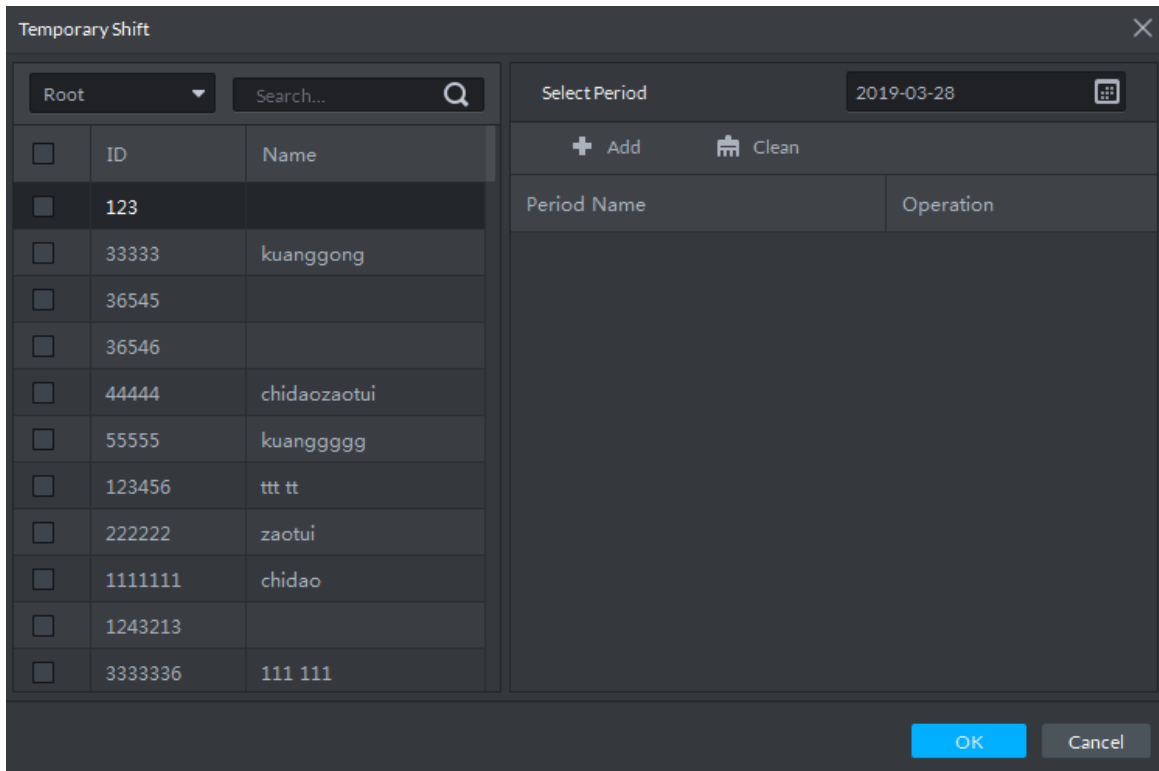 Temporary Shift
Root Search... Select Period 2019-03-28
Add Clean
ID Name
Period Name Operation
123
33333 kuanggong
36545
36546
44444 chidaozaotui
55555 kuanggggg
123456 ttt tt
222222 zaotui
1111111 chidao
1243213
3333336 111 111
OK Cancel